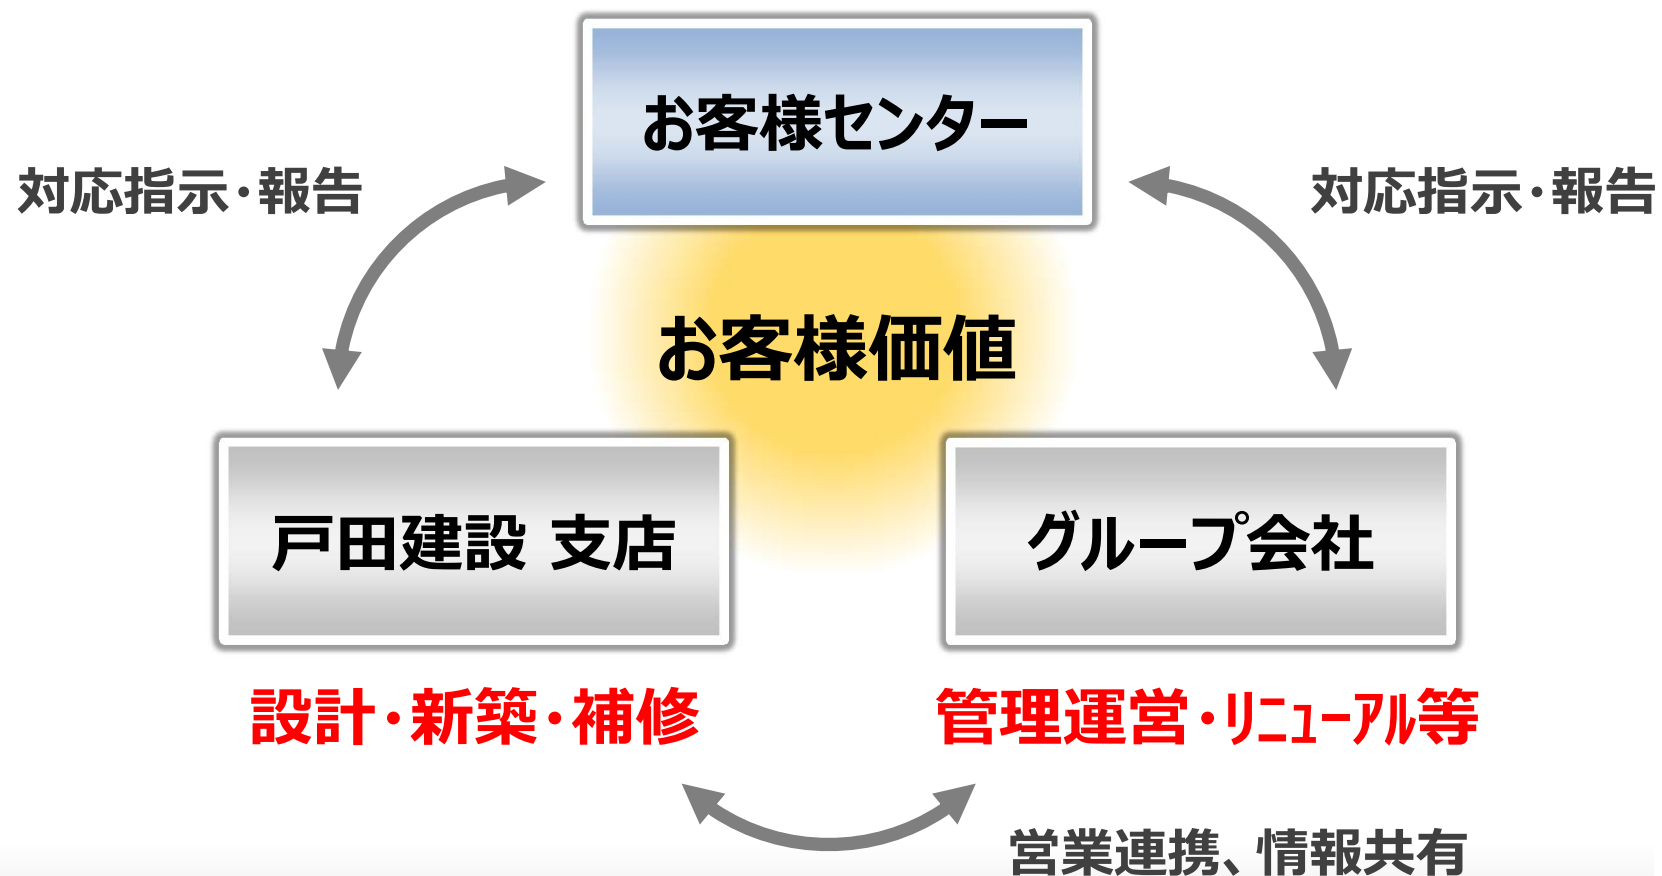 お客様センター
対応指示・報告
対応指示・報告
お客様価値
戸田建設 支店
グループ会社
設計・新築・補修
管理運営・ﾘﾆｭｰｱﾙ等
営業連携、情報共有